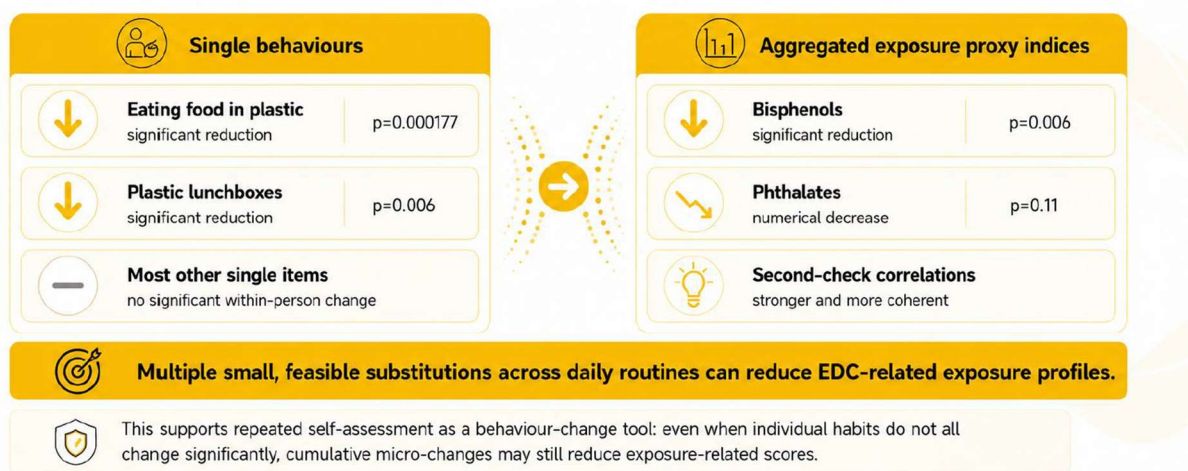 Single behaviours
Eating food in plastic
significant reduction
p=0.000177
Plastic lunchboxes
significant reduction
p=0.006
Most other single items
no significant within-person change
Aggregated exposure proxy indices
Bisphenols
significant reduction
p=0.006
Phthalates
numerical decrease
p=0.11
Second-check correlations
stronger and more coherent
Multiple small, feasible substitutions across daily routines can reduce EDC-related exposure profiles.
This supports repeated self-assessment as a behaviour-change tool: even when individual habits do not all
change significantly, cumulative micro-changes may still reduce exposure-related scores.